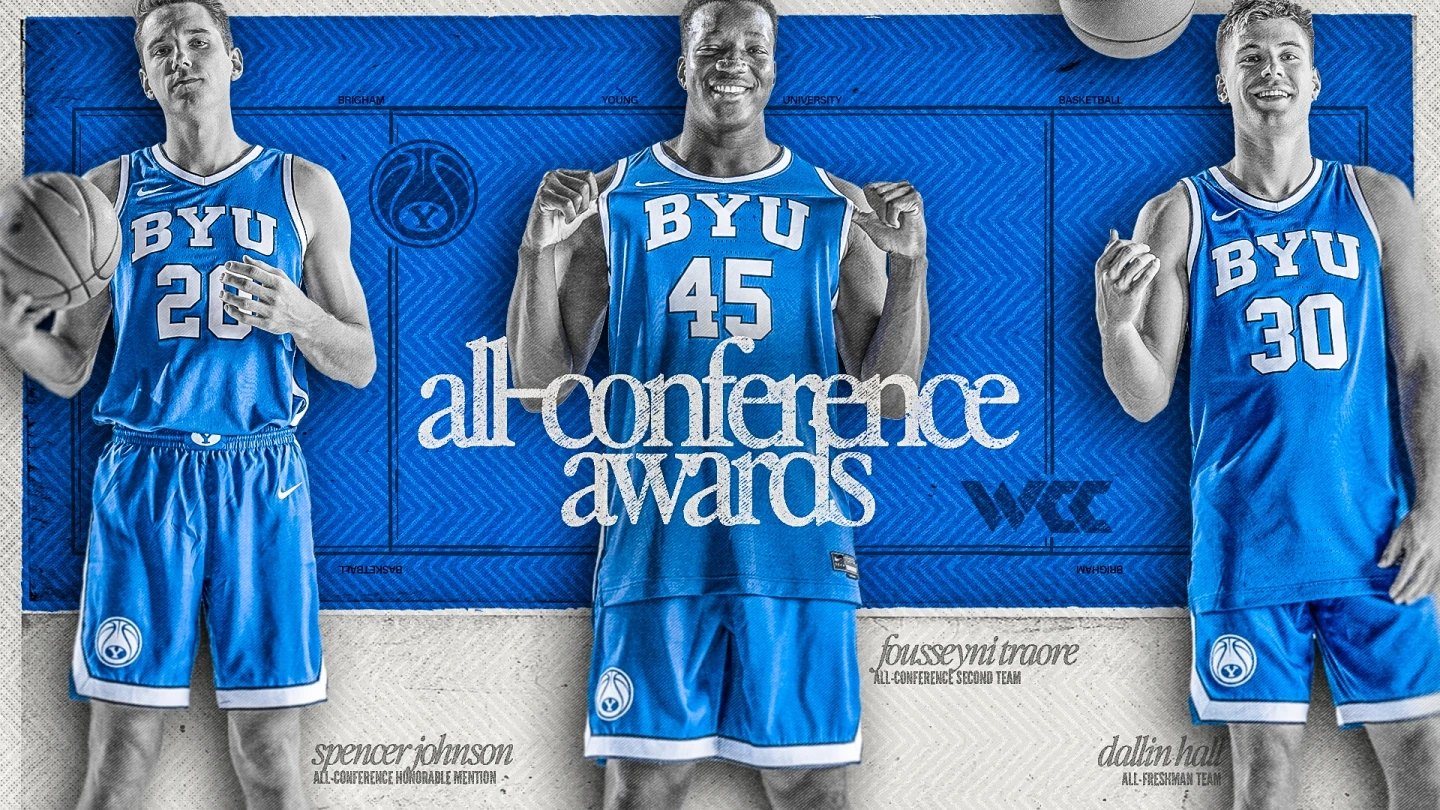 BRIGHAM
YOUNG
UNIVERSITY
BASKETBALL
BYU
20
BYU
45
BYU
30
Y
all-conference
awards
WCC
BASKETBALL
BRIGHAM
Y
Y
Y
Y
fousseyni traore
ALL-CONFERENCE SECOND TEAM
spencer johnson
ALL-CONFERENCE HONORABLE MENTION
dallin hall
ALL-FRESHMAN TEAM